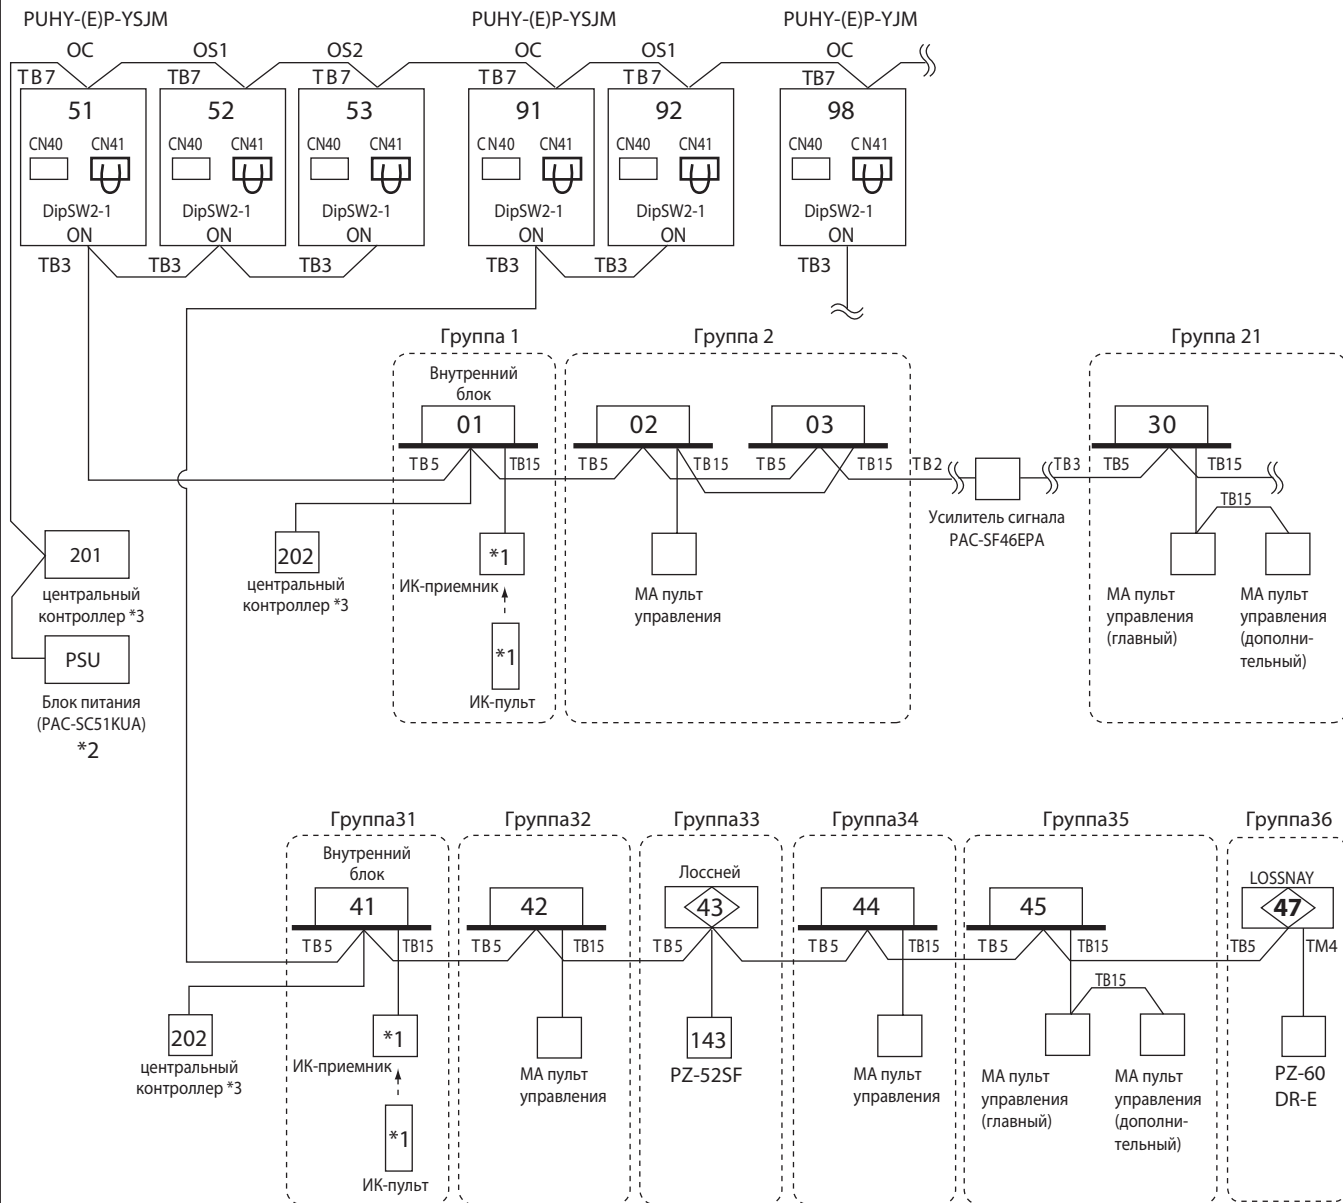 PUHY-(E)P-YSJM
PUHY-(E)P-YSJM
PUHY-(E)P-YJM
OC
OS1
OS2
OC
OS1
OC
TB7
TB7
TB7
TB7
TB7
TB7
51
52
53
91
92
98
CN40
CN41
CN40
CN41
CN40
CN41
CN40
CN41
CN40
CN41
CN40
CN41
DipSW2-1
DipSW2-1
DipSW2-1
DipSW2-1
DipSW2-1
DipSW2-1
ON
ON
ON
ON
ON
ON
TB3
TB3
TB3
TB3
TB3
TB3
Группа 1
Группа 2
Группа 21
Внутренний
блок
01
02
03
30
TB5
TB15
TB5
TB15
TB5
TB15
TB2
TB3
TB5
TB15
TB15
Усилитель сигнала
PAC-SF46EPA
201
центральный
контроллер *3
202
центральный
контроллер *3
*1
ИК-приемник
*1
ИК-пульт
МА пульт
управления
МА пульт
управления
(главный)
МА пульт
управления
(дополни-
тельный)
PSU
Блок питания
(PAC-SC51KUA)
*2
Группа31
Группа32
Группа33
Группа34
Группа35
Группа36
Внутренний
блок
Лоссней
LOSSNAY
41
42
43
44
45
47
TB5
TB15
TB5
TB15
TB5
TB5
TB15
TB5
TB15
TB5
TM4
TB15
202
центральный
контроллер *3
*1
ИК-приемник
*1
ИК-пульт
МА пульт
управления
143
PZ-52SF
МА пульт
управления
МА пульт
управления
(главный)
МА пульт
управления
(дополни-
тельный)
PZ-60
DR-E